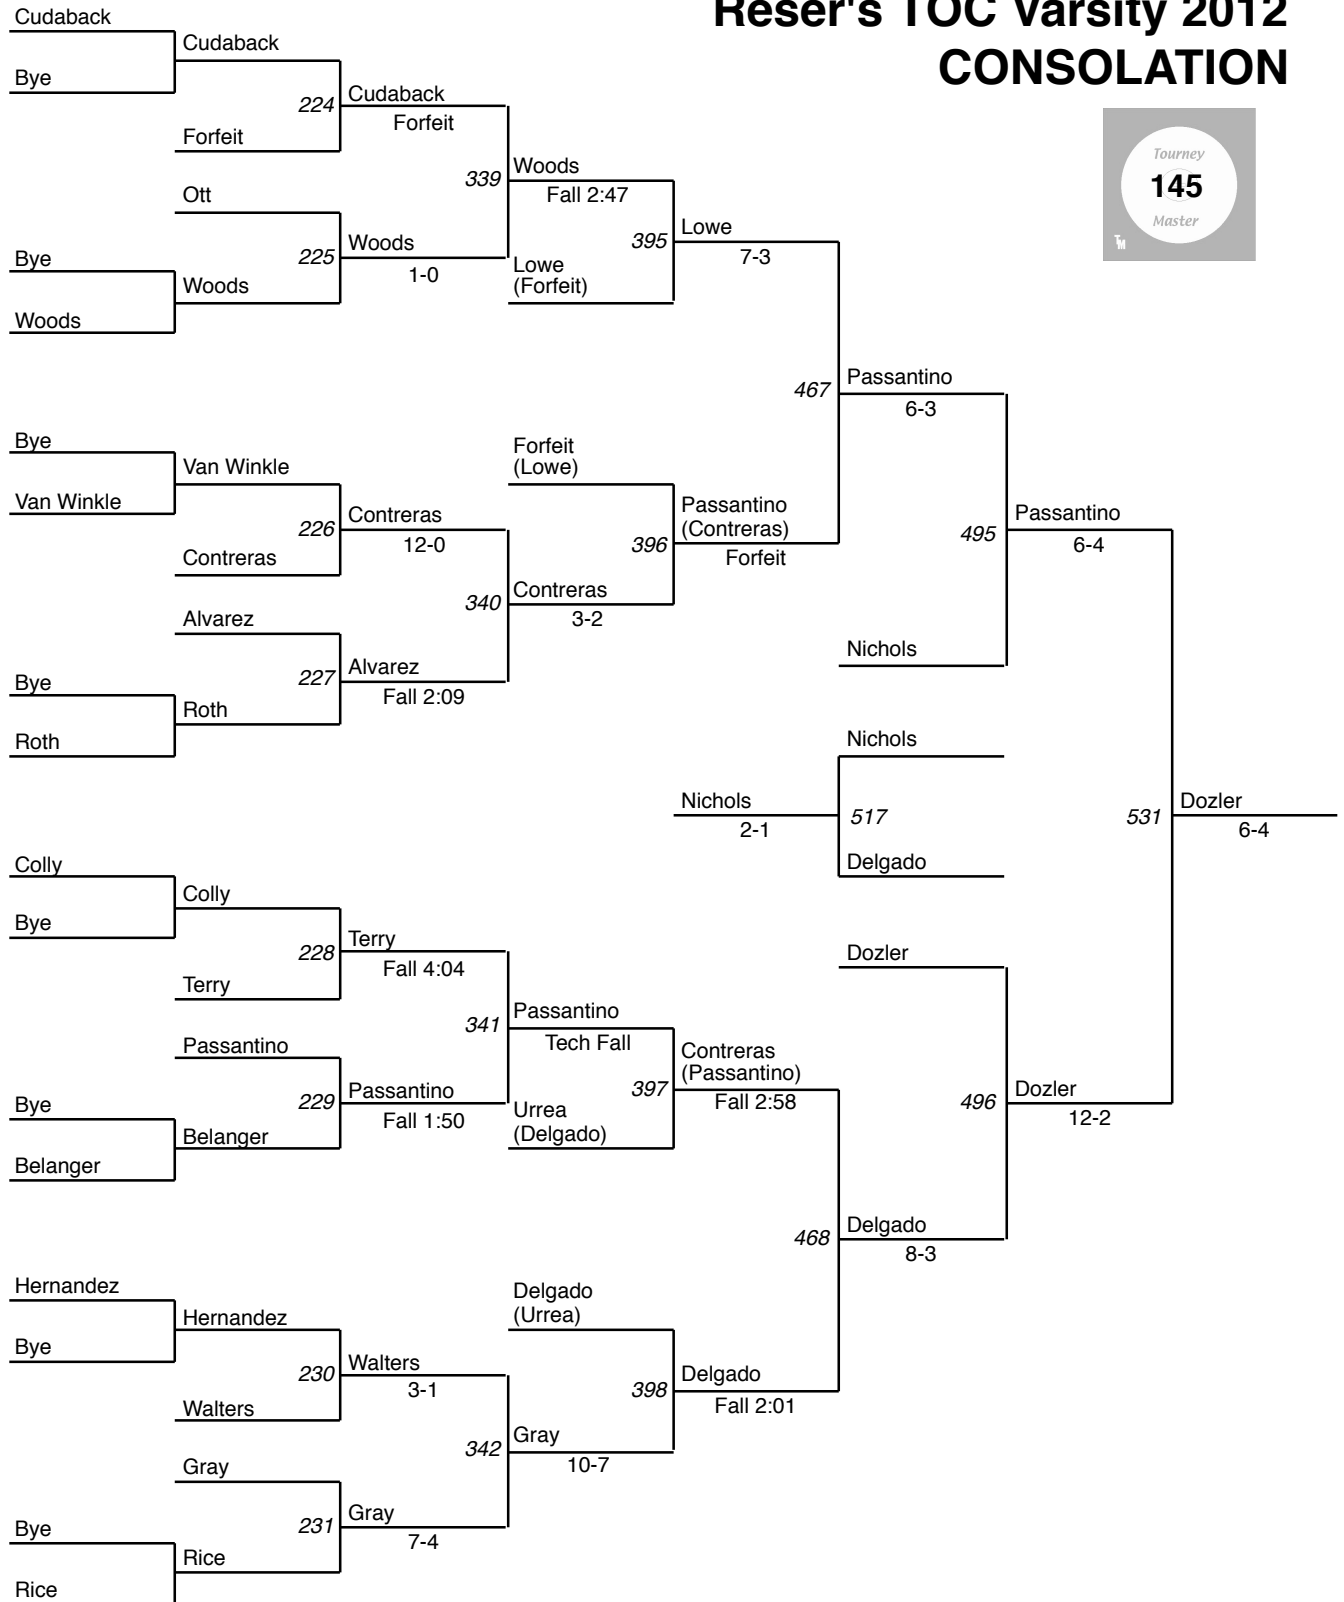 Reser's TOC Varsity 2012
CONSOLATION
Tourney
145
Master
TM
Cudaback
Bye
Cudaback
224
Forfeit
Cudaback
Forfeit
Ott
225
Woods
1-0
Bye
Woods
Woods
339
Woods
Fall 2:47
Lowe
(Forfeit)
395
Lowe
7-3
Bye
Van Winkle
Van Winkle
226
Contreras
Contreras
12-0
Alvarez
227
Alvarez
Fall 2:09
Bye
Roth
Roth
340
Contreras
3-2
Forfeit
(Lowe)
396
Passantino
(Contreras)
Forfeit
467
Passantino
6-3
495
Passantino
6-4
Nichols
Nichols
Nichols
2-1
517
Delgado
531
Dozler
6-4
Colly
Bye
Colly
228
Terry
Terry
Fall 4:04
Passantino
229
Passantino
Fall 1:50
Bye
Belanger
Belanger
341
Passantino
Tech Fall
Urrea
(Delgado)
397
Contreras
(Passantino)
Fall 2:58
Dozler
496
Dozler
12-2
468
Delgado
8-3
Hernandez
Bye
Hernandez
230
Walters
Walters
3-1
Gray
231
Gray
7-4
Bye
Rice
Rice
342
Gray
10-7
Delgado
(Urrea)
398
Delgado
Fall 2:01